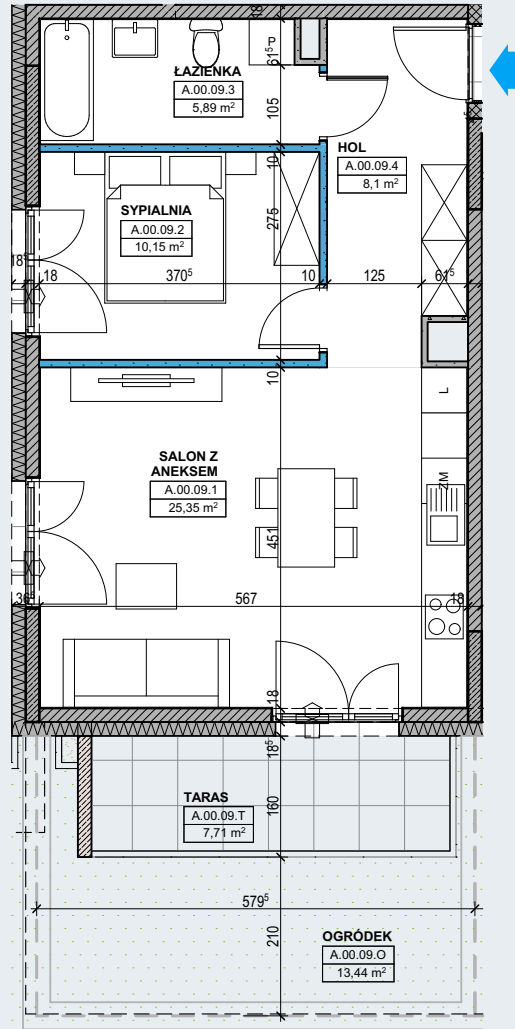 18
P
61⁵
ŁAZIENKA
A.00.09.3
5,89 m²
105
HOL
A.00.09.4
8,1 m²
10
SYPIALNIA
A.00.09.2
10,15 m²
275
18⁵
18
370⁵
10
125
61⁵
10
L
SALON Z
ANEKSEM
A.00.09.1
25,35 m²
ZM
451
36⁵
567
18
18
18⁵
TARAS
A.00.09.T
7,71 m²
160
579⁵
210
OGRÓDEK
A.00.09.O
13,44 m²